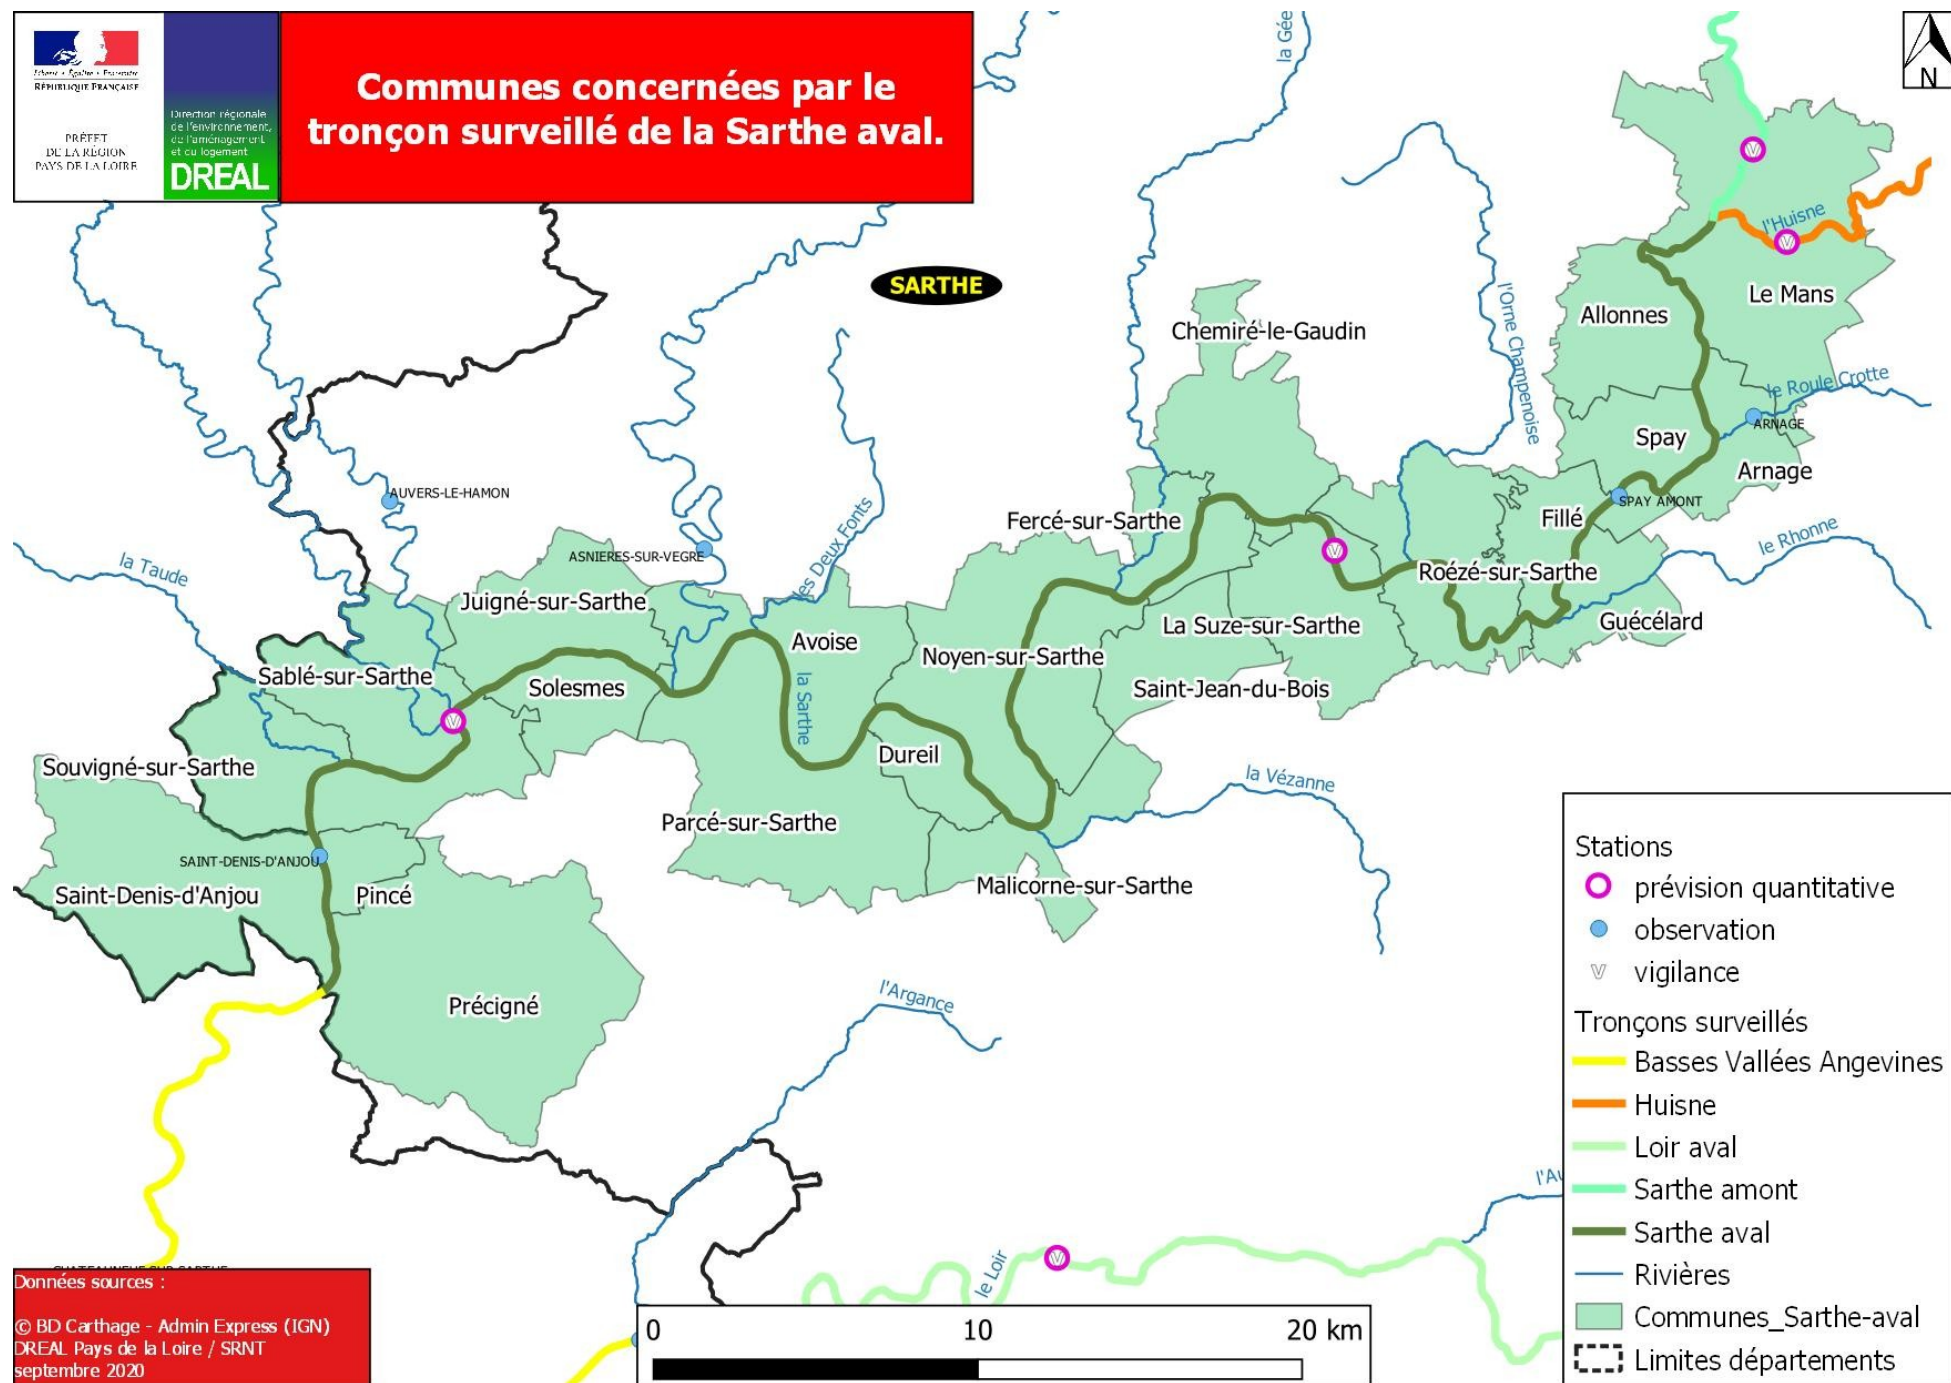 Liberté • Égalité • Fraternité
RÉPUBLIQUE FRANÇAISE
PRÉFET
DE LA RÉGION
PAYS DE LA LOIRE
Direction régionale
de l'environnement,
de l'aménagement
et du logement
DREAL
Communes concernées par le
tronçon surveillé de la Sarthe aval.
N
la Gée
V
l'Huisne
V
SARTHE
Le Mans
Allonnes
Chemiré-le-Gaudin
l'Orne Champenoise
le Roule Crotte
ARNAGE
Spay
Arnage
AUVERS-LE-HAMON
SPAY AMONT
Fillé
Fercé-sur-Sarthe
les Deux Fonts
le Rhonne
V
ASNIERES-SUR-VEGRE
la Taude
Roézé-sur-Sarthe
Juigné-sur-Sarthe
Guécélard
La Suze-sur-Sarthe
Avoise
Noyen-sur-Sarthe
Sablé-sur-Sarthe
Solesmes
Saint-Jean-du-Bois
la Sarthe
V
Dureil
Souvigné-sur-Sarthe
la Vézanne
Parcé-sur-Sarthe
SAINT-DENIS-D'ANJOU
Malicorne-sur-Sarthe
Saint-Denis-d'Anjou
Pincé
Précigné
l'Argance
l'Au
le Loir
V
Stations
prévision quantitative
observation
V vigilance
Tronçons surveillés
Basses Vallées Angevines
Huisne
Loir aval
Sarthe amont
Sarthe aval
Rivières
Communes_Sarthe-aval
Limites départements
Données sources :
© BD Carthage - Admin Express (IGN)
DREAL Pays de la Loire / SRNT
septembre 2020
0 10 20 km